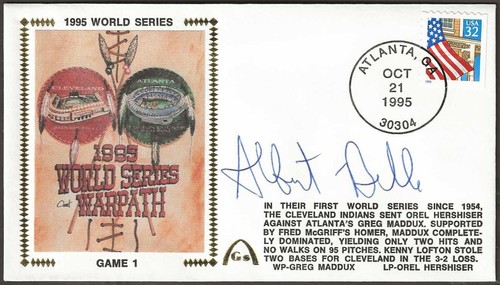 1995 WORLD SERIES
CLEVELAND
ATLANTA
1995
WORLD SERIES
WARPATH
GAME 1
USA
32
ATLANTA, GA
OCT
21
1995
30304
Albert Belle
Gs
IN THEIR FIRST WORLD SERIES SINCE 1954,
THE CLEVELAND INDIANS SENT OREL HERSHISER
AGAINST ATLANTA'S GREG MADDUX. SUPPORTED
BY FRED McGRIFF'S HOMER, MADDUX COMPLETE-
LY DOMINATED, YIELDING ONLY TWO HITS AND
NO WALKS ON 95 PITCHES. KENNY LOFTON STOLE
TWO BASES FOR CLEVELAND IN THE 3-2 LOSS.
WP-GREG MADDUX LP-OREL HERSHISER